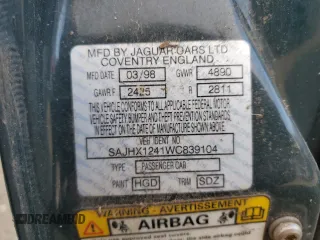 MFD BY JAGUAR CARS LTD
COVENTRY ENGLAND
MFD DATE 03/98 GVWR 4890
GAWR F 2425 R 2811
THIS VEHICLE CONFORMS TO ALL
APPLICABLE FEDERAL MOTOR
VEHICLE SAFETY, BUMPER AND THEFT PREVENTION STANDARDS
IN EFFECT ON THE DATE OF MANUFACTURE SHOWN ABOVE
VEH IDENT NO
SAJHX1241WC839104
TYPE PASSENGER CAR
PAINT HGD TRIM SDZ
WARNING - AVERTISSEMENT
AIRBAG